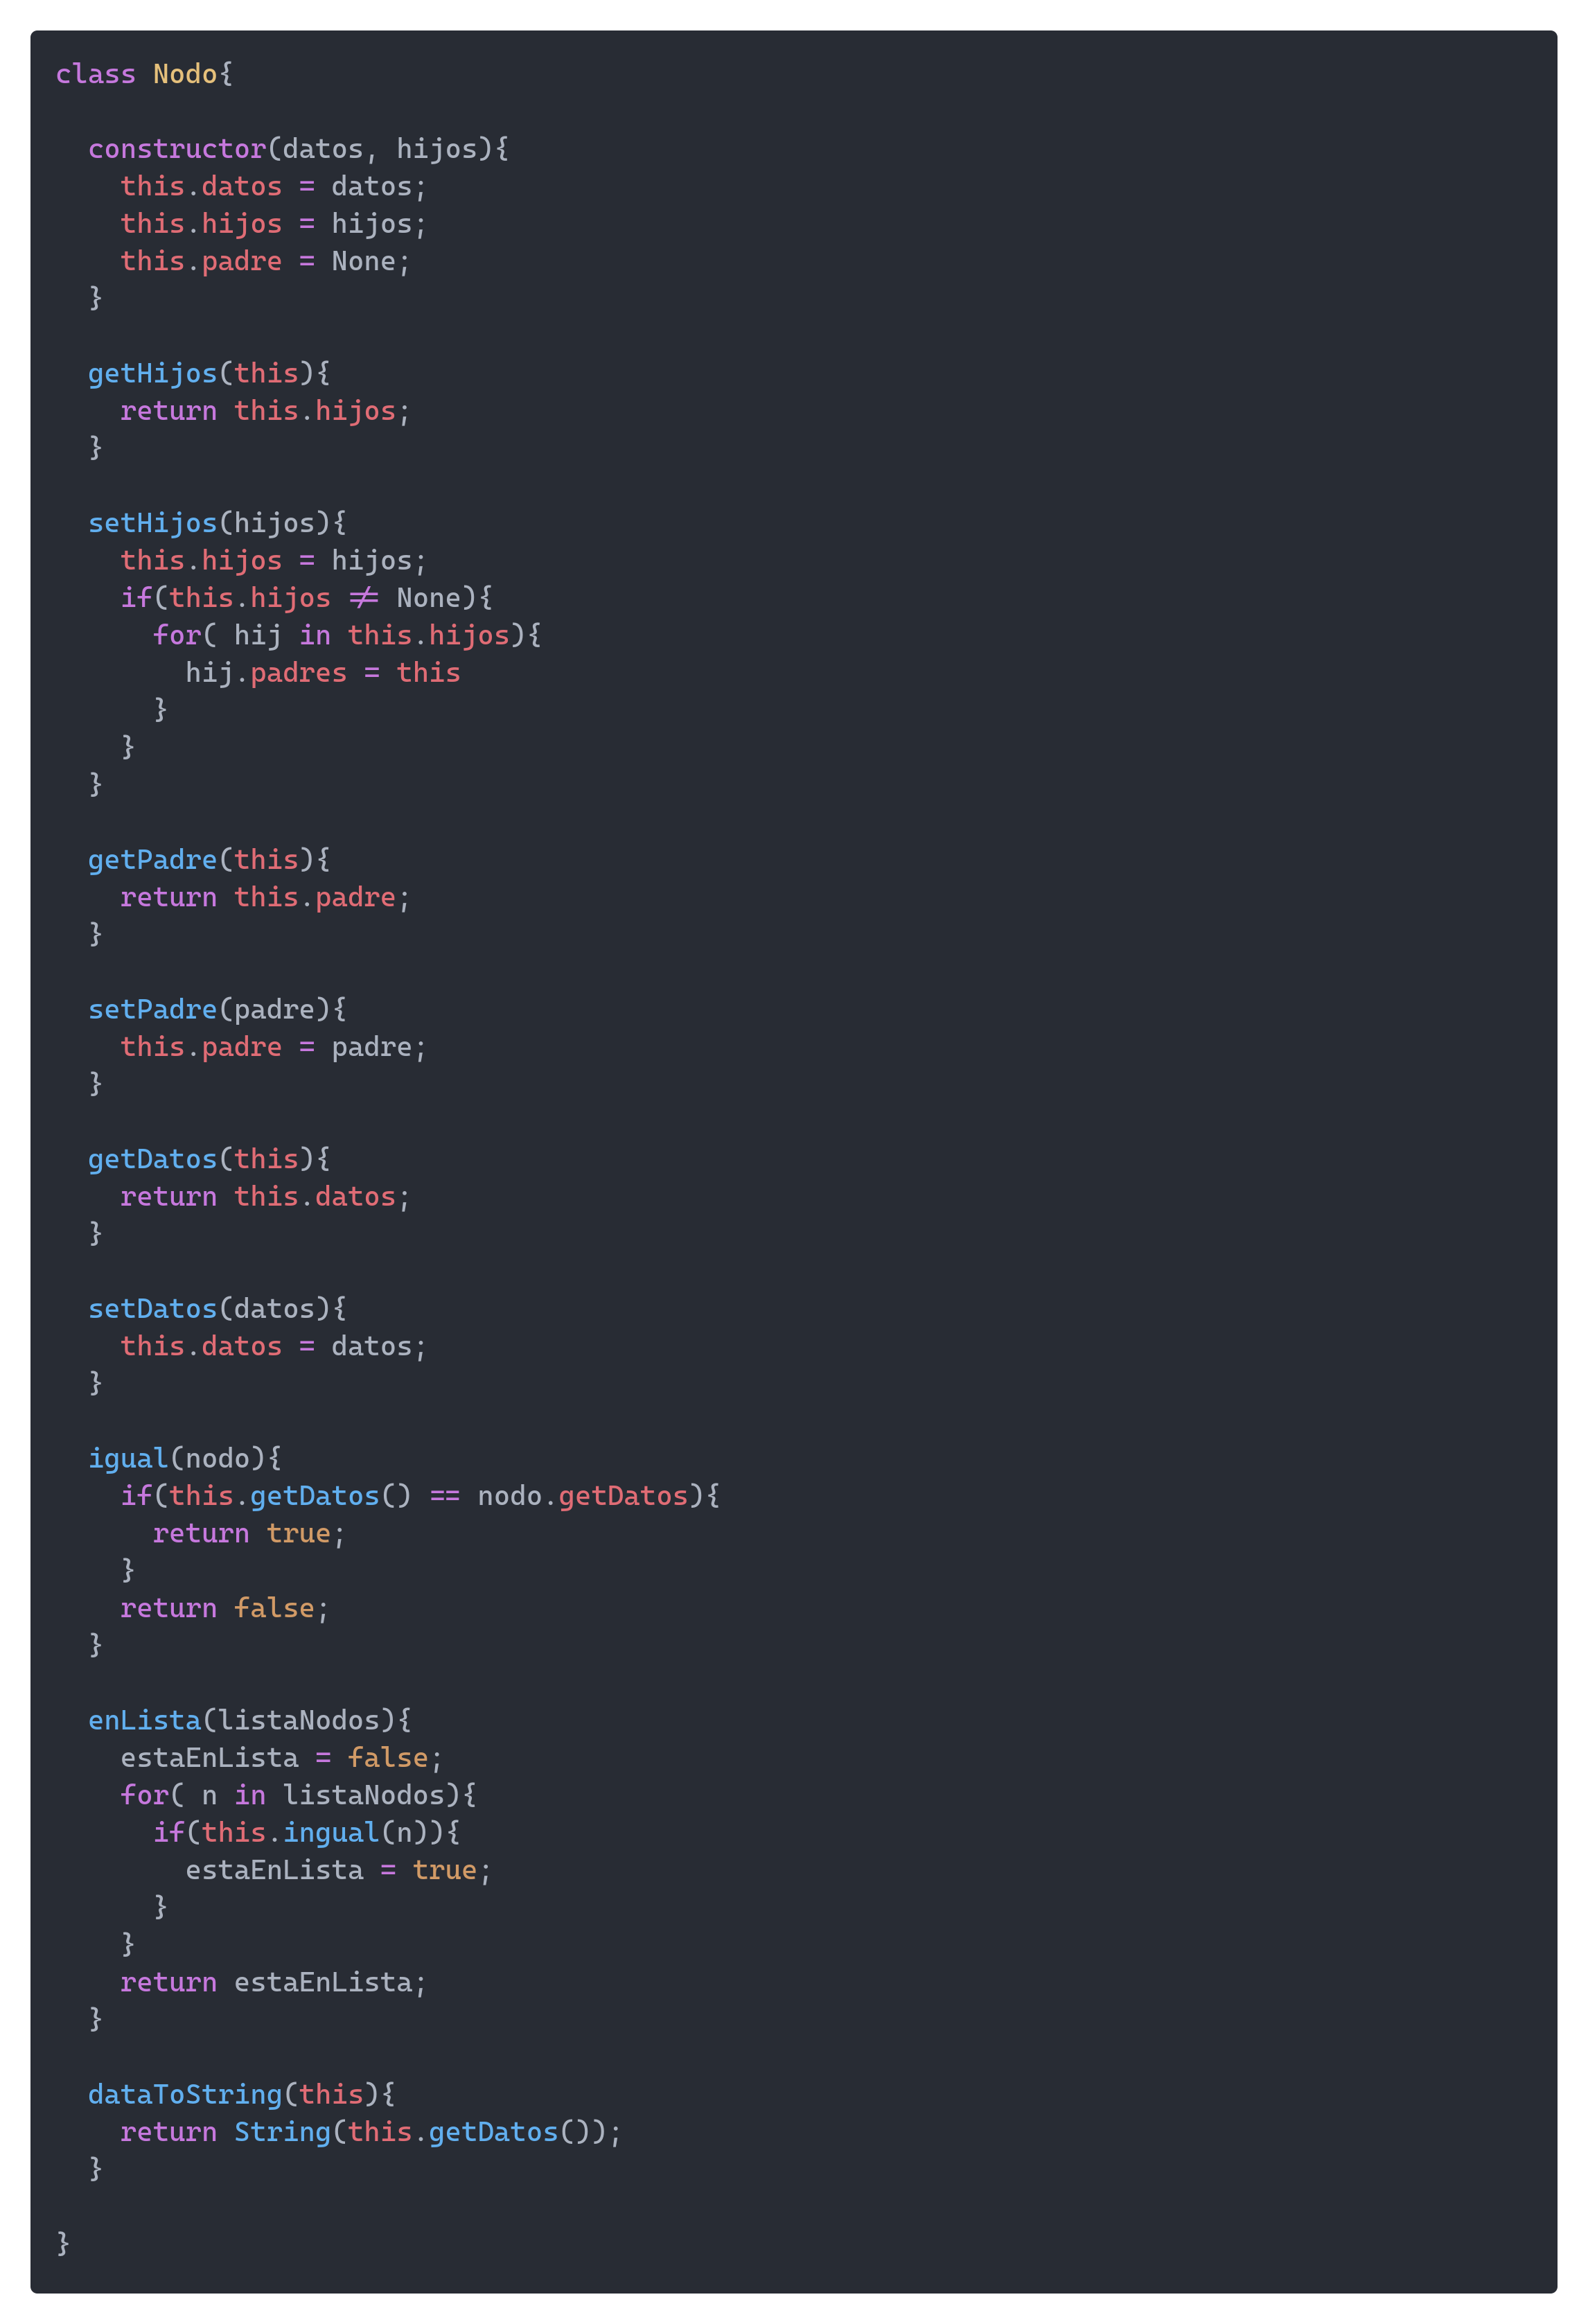 class Nodo{
constructor(datos, hijos){
this.datos = datos;
this.hijos = hijos;
this.padre = None;
}
getHijos(this){
return this.hijos;
}
setHijos(hijos){
this.hijos = hijos;
if(this.hijos != None){
for( hij in this.hijos){
hij.padres = this
}
}
}
getPadre(this){
return this.padre;
}
setPadre(padre){
this.padre = padre;
}
getDatos(this){
return this.datos;
}
setDatos(datos){
this.datos = datos;
}
igual(nodo){
if(this.getDatos() == nodo.getDatos){
return true;
}
return false;
}
enLista(listaNodos){
estaEnLista = false;
for( n in listaNodos){
if(this.ingual(n)){
estaEnLista = true;
}
}
return estaEnLista;
}
dataToString(this){
return String(this.getDatos());
}
}